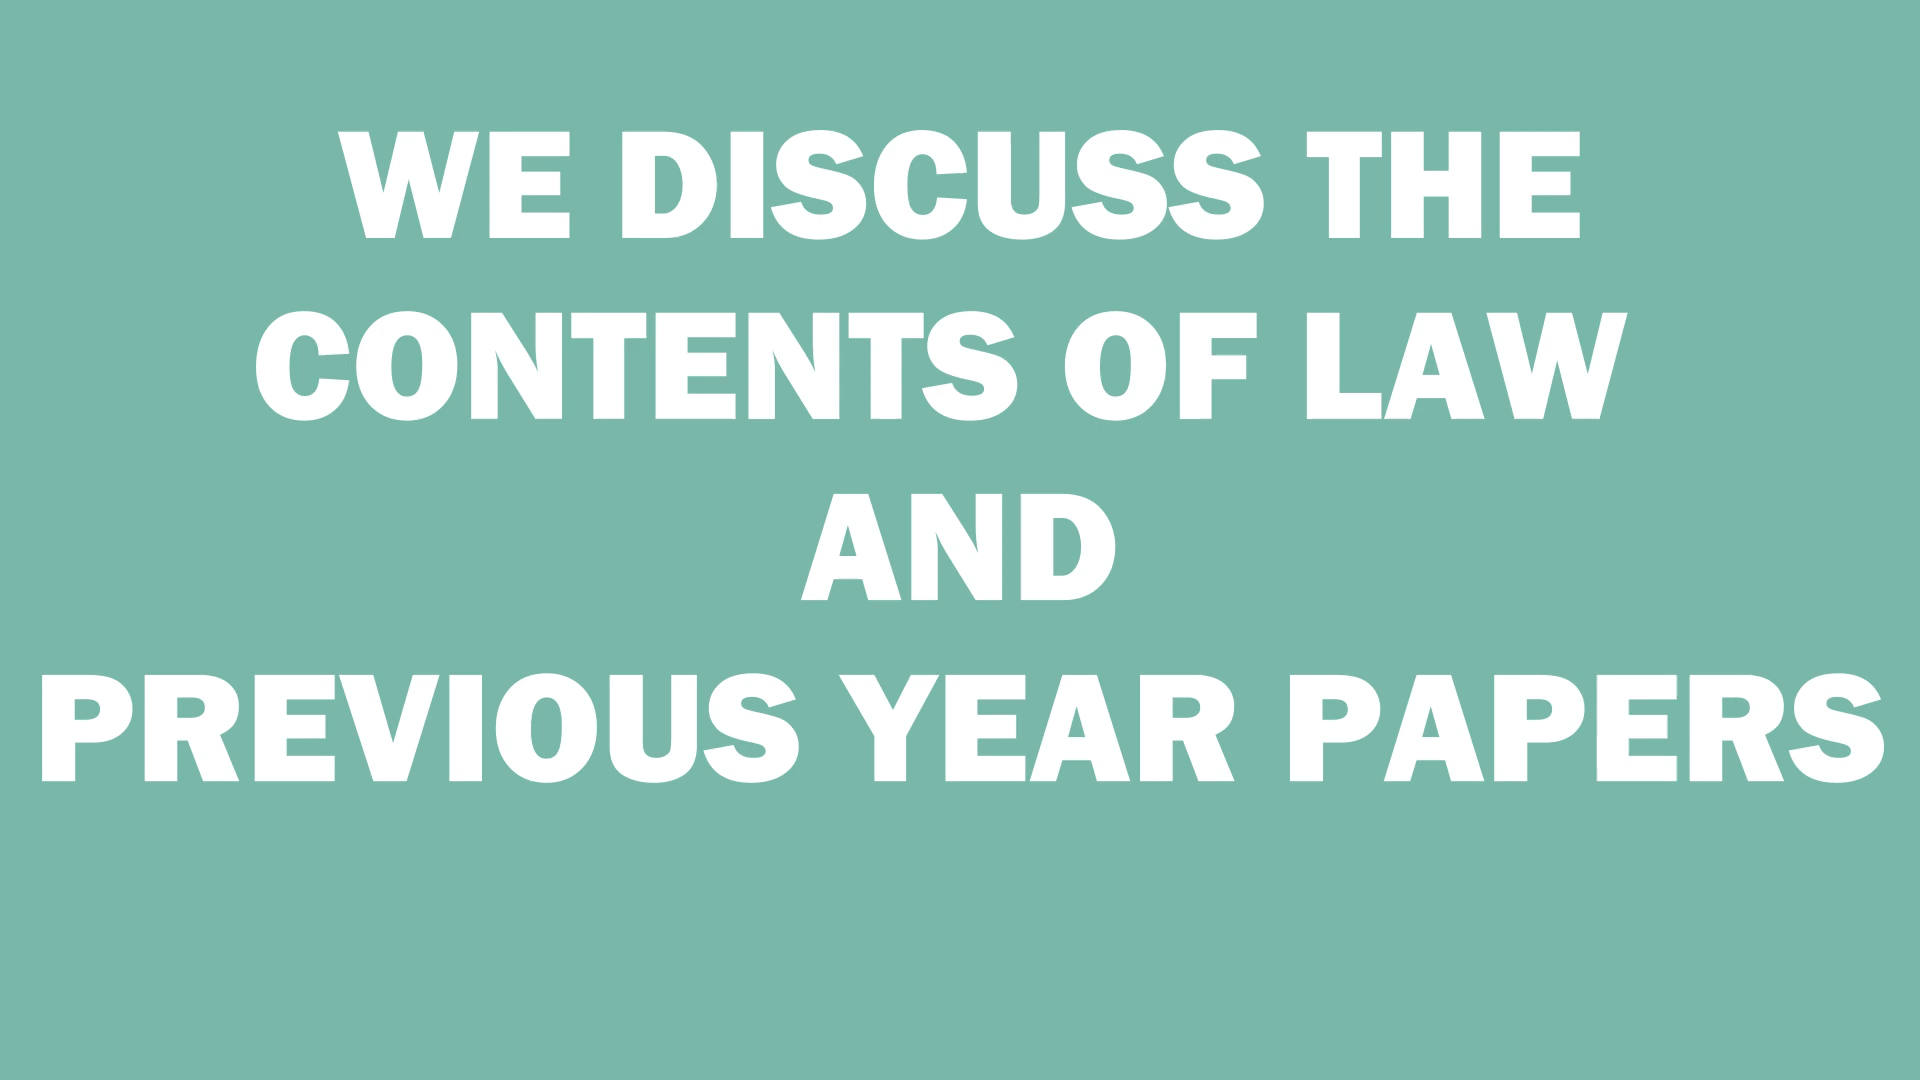 WE DISCUSS THE
CONTENTS OF LAW
AND
PREVIOUS YEAR PAPERS